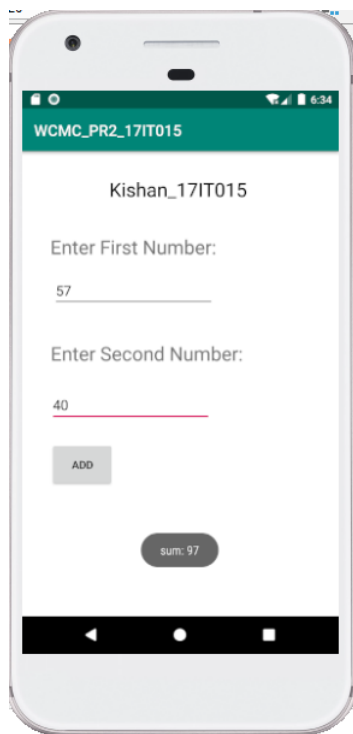 6:34
WCMC_PR2_17IT015
Kishan_17IT015
Enter First Number:
57
Enter Second Number:
40
ADD
sum: 97